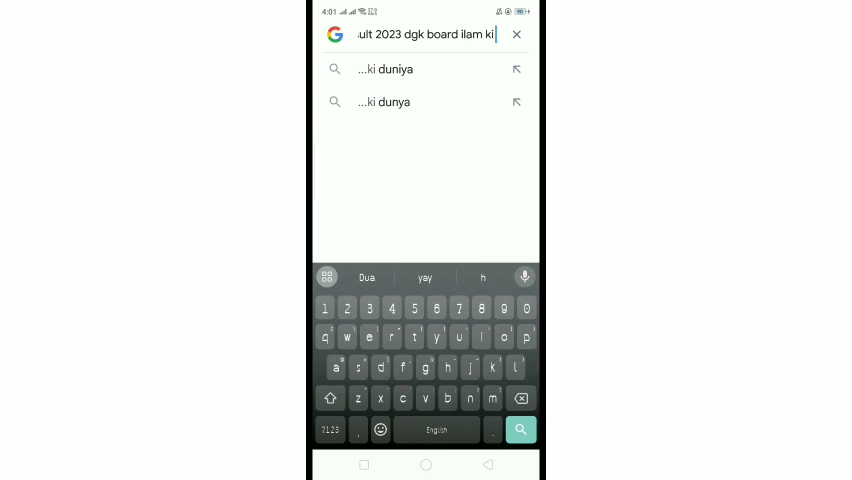 4:01
90
ult 2023 dgk board ilam ki
...ki duniya
...ki dunya
Dua yay h
1 2 3 4 5 6 7 8 9 0
q w e r t y u i o p
a s d f g h j k l
z x c v b n m
?123 , English .